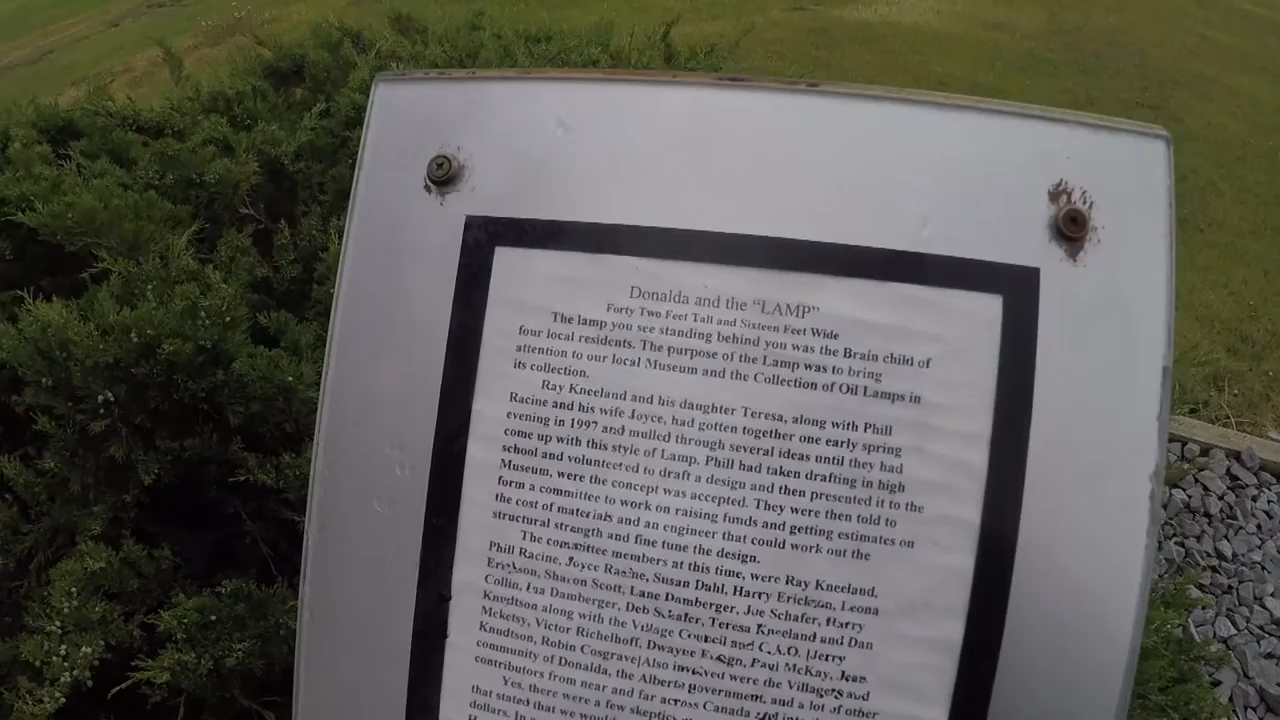 Donalda and the “LAMP”
Forty Two Feet Tall and Sixteen Feet Wide
The lamp you see standing behind you was the Brain child of
four local residents. The purpose of the Lamp was to bring
attention to our local Museum and the Collection of Oil Lamps in
its collection.
Ray Kneeland and his daughter Teresa, along with Phill
Racine and his wife Joyce, had gotten together one early spring
evening in 1997 and mulled through several ideas until they had
come up with this style of Lamp. Phill had taken drafting in high
school and volunteered to draft a design and then presented it to the
Museum, were the concept was accepted. They were then told to
form a committee to work on raising funds and getting estimates on
the cost of materials and an engineer that could work out the
structural strength and fine tune the design.
The committee members at this time, were Ray Kneeland,
Phill Racine, Joyce Racine, Susan Dahl, Harry Erickson, Leona
Erickson, Sharon Scott, Lane Damberger, Joe Schafer, Harry
Collin, Damberger, Deb Schafer, Teresa Kneeland and Dan
Knudtson along with the Village Council and C.A.O. Jerry
Mcketsy, Victor Richelhoff, Dwayne Paul McKay, Jean
Knudtson, Robin Cosgrave Also involved were the Villagers and
community of Donalda, the Alberta government, and a lot of other
contributors from near and far across Canada
Yes, there were a few skeptics
that stated that we would
dollars. In